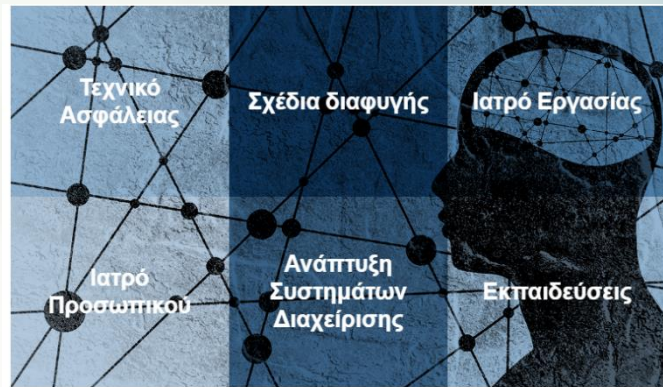 Τεχνικό
Ασφάλειας
Σχέδια διαφυγής
Ιατρό Εργασίας
Ιατρό
Προσωπικού
Ανάπτυξη
Συστημάτων
Διαχείρισης
Εκπαιδεύσεις